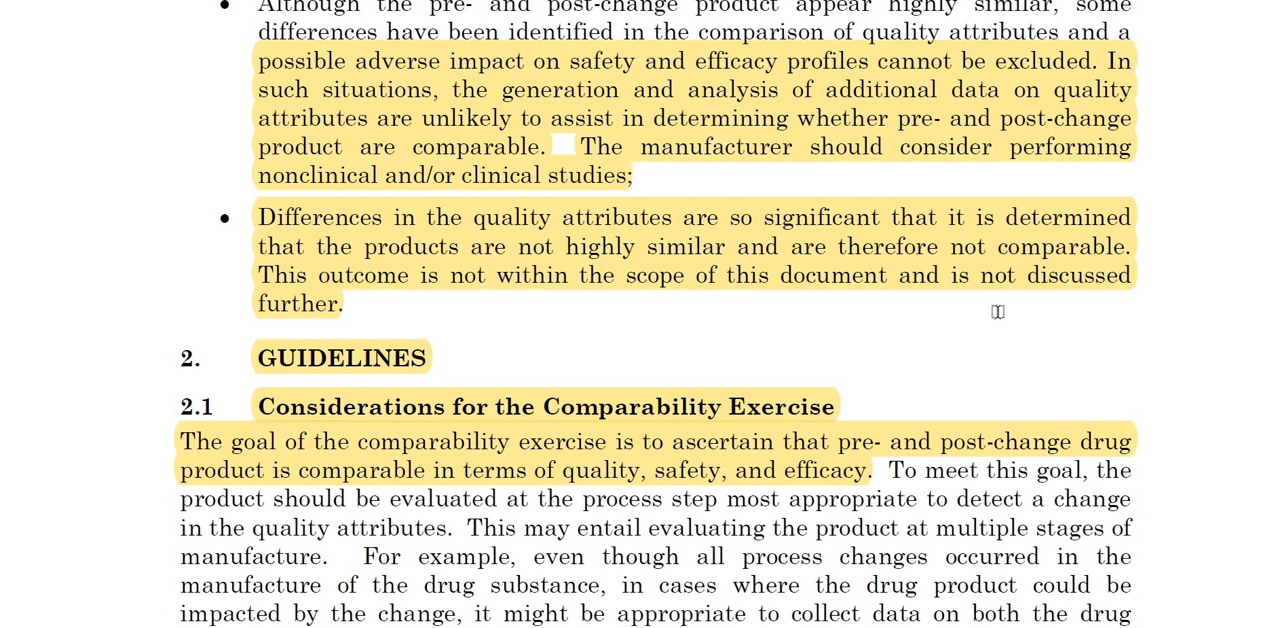 • Although the pre- and post-change product appear highly similar, some
differences have been identified in the comparison of quality attributes and a
possible adverse impact on safety and efficacy profiles cannot be excluded. In
such situations, the generation and analysis of additional data on quality
attributes are unlikely to assist in determining whether pre- and post-change
product are comparable. The manufacturer should consider performing
nonclinical and/or clinical studies;
• Differences in the quality attributes are so significant that it is determined
that the products are not highly similar and are therefore not comparable.
This outcome is not within the scope of this document and is not discussed
further.
2. GUIDELINES
2.1 Considerations for the Comparability Exercise
The goal of the comparability exercise is to ascertain that pre- and post-change drug
product is comparable in terms of quality, safety, and efficacy. To meet this goal, the
product should be evaluated at the process step most appropriate to detect a change
in the quality attributes. This may entail evaluating the product at multiple stages of
manufacture. For example, even though all process changes occurred in the
manufacture of the drug substance, in cases where the drug product could be
impacted by the change, it might be appropriate to collect data on both the drug